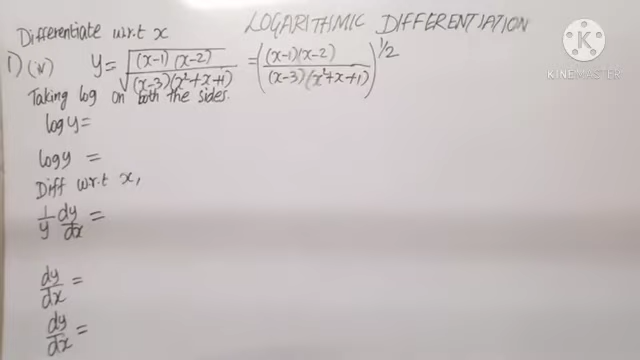 LOGARITHMIC DIFFERENTIATION
Differentiate w.r.t x
1) (iv) y = √((x-1)(x-2)/((x-3)(x²+x+1))) = ((x-1)(x-2)/((x-3)(x²+x+1)))^1/2
Taking log on both the sides.
log y =
log y =
Diff w.r.t x,
1/y dy/dx =
dy/dx =
dy/dx =
KINEMASTER